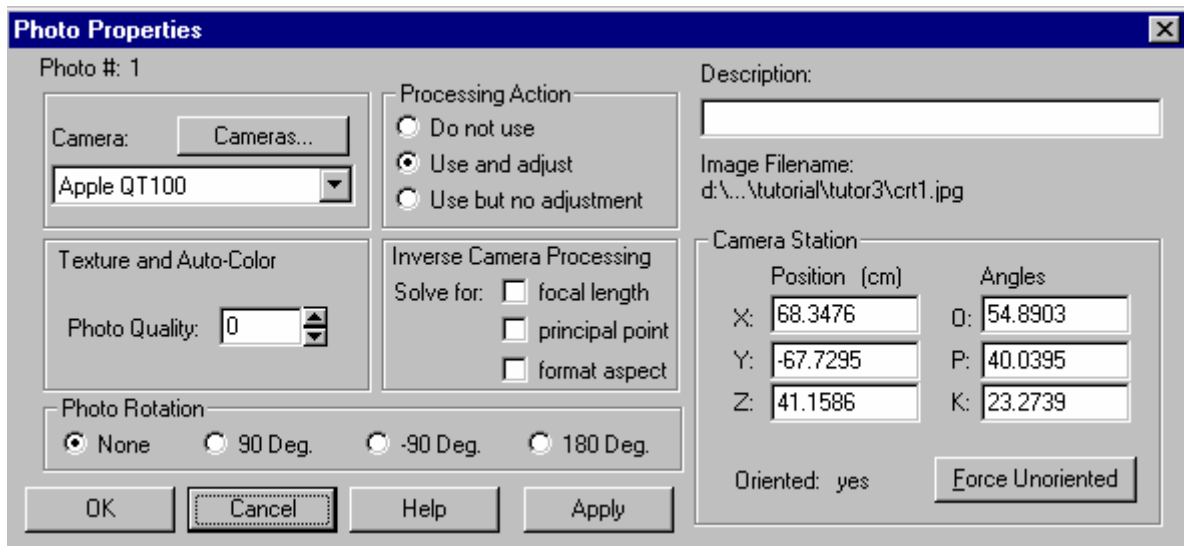 Photo Properties
Photo #: 1
Camera:
Cameras...
Apple QT100
Processing Action
Do not use
Use and adjust
Use but no adjustment
Description:
Image Filename:
d:\...\tutorial\tutor3\crt1.jpg
Texture and Auto-Color
Photo Quality: 0
Inverse Camera Processing
Solve for: focal length
principal point
format aspect
Camera Station
Position (cm) Angles
X: 68.3476 O: 54.8903
Y: -67.7295 P: 40.0395
Z: 41.1586 K: 23.2739
Oriented: yes
Force Unoriented
Photo Rotation
None 90 Deg. -90 Deg. 180 Deg.
OK Cancel Help Apply